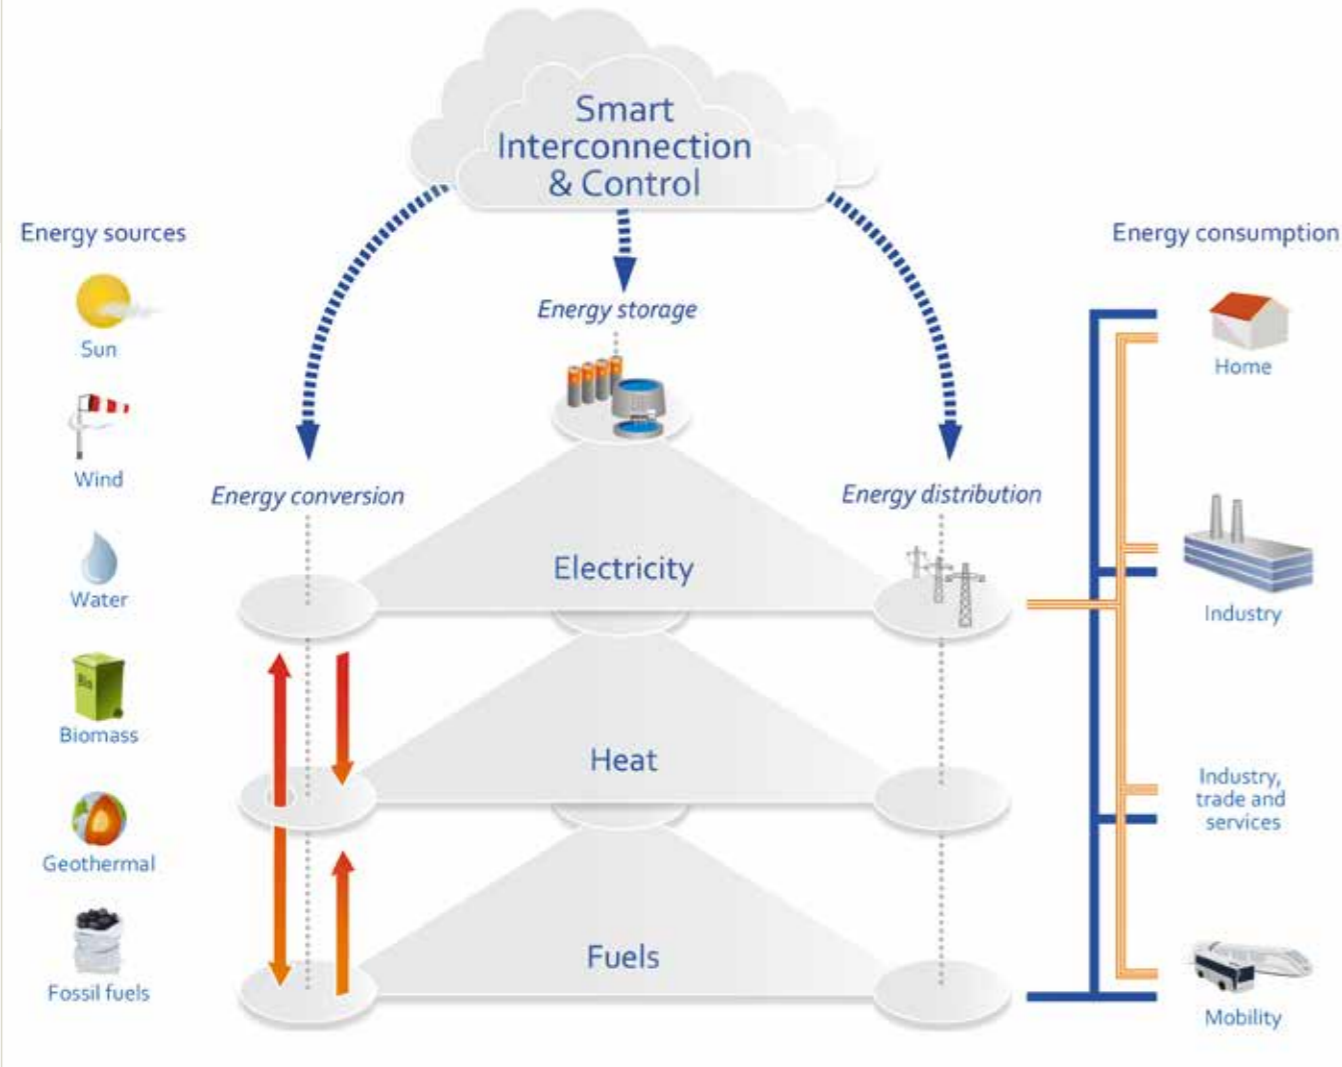 Smart
Interconnection
& Control
Energy sources
Energy consumption
Energy storage
Sun
Home
Wind
Energy conversion
Energy distribution
Electricity
Water
Industry
Bio
Biomass
Heat
Industry,
trade and
services
Geothermal
Fuels
Fossil fuels
Mobility